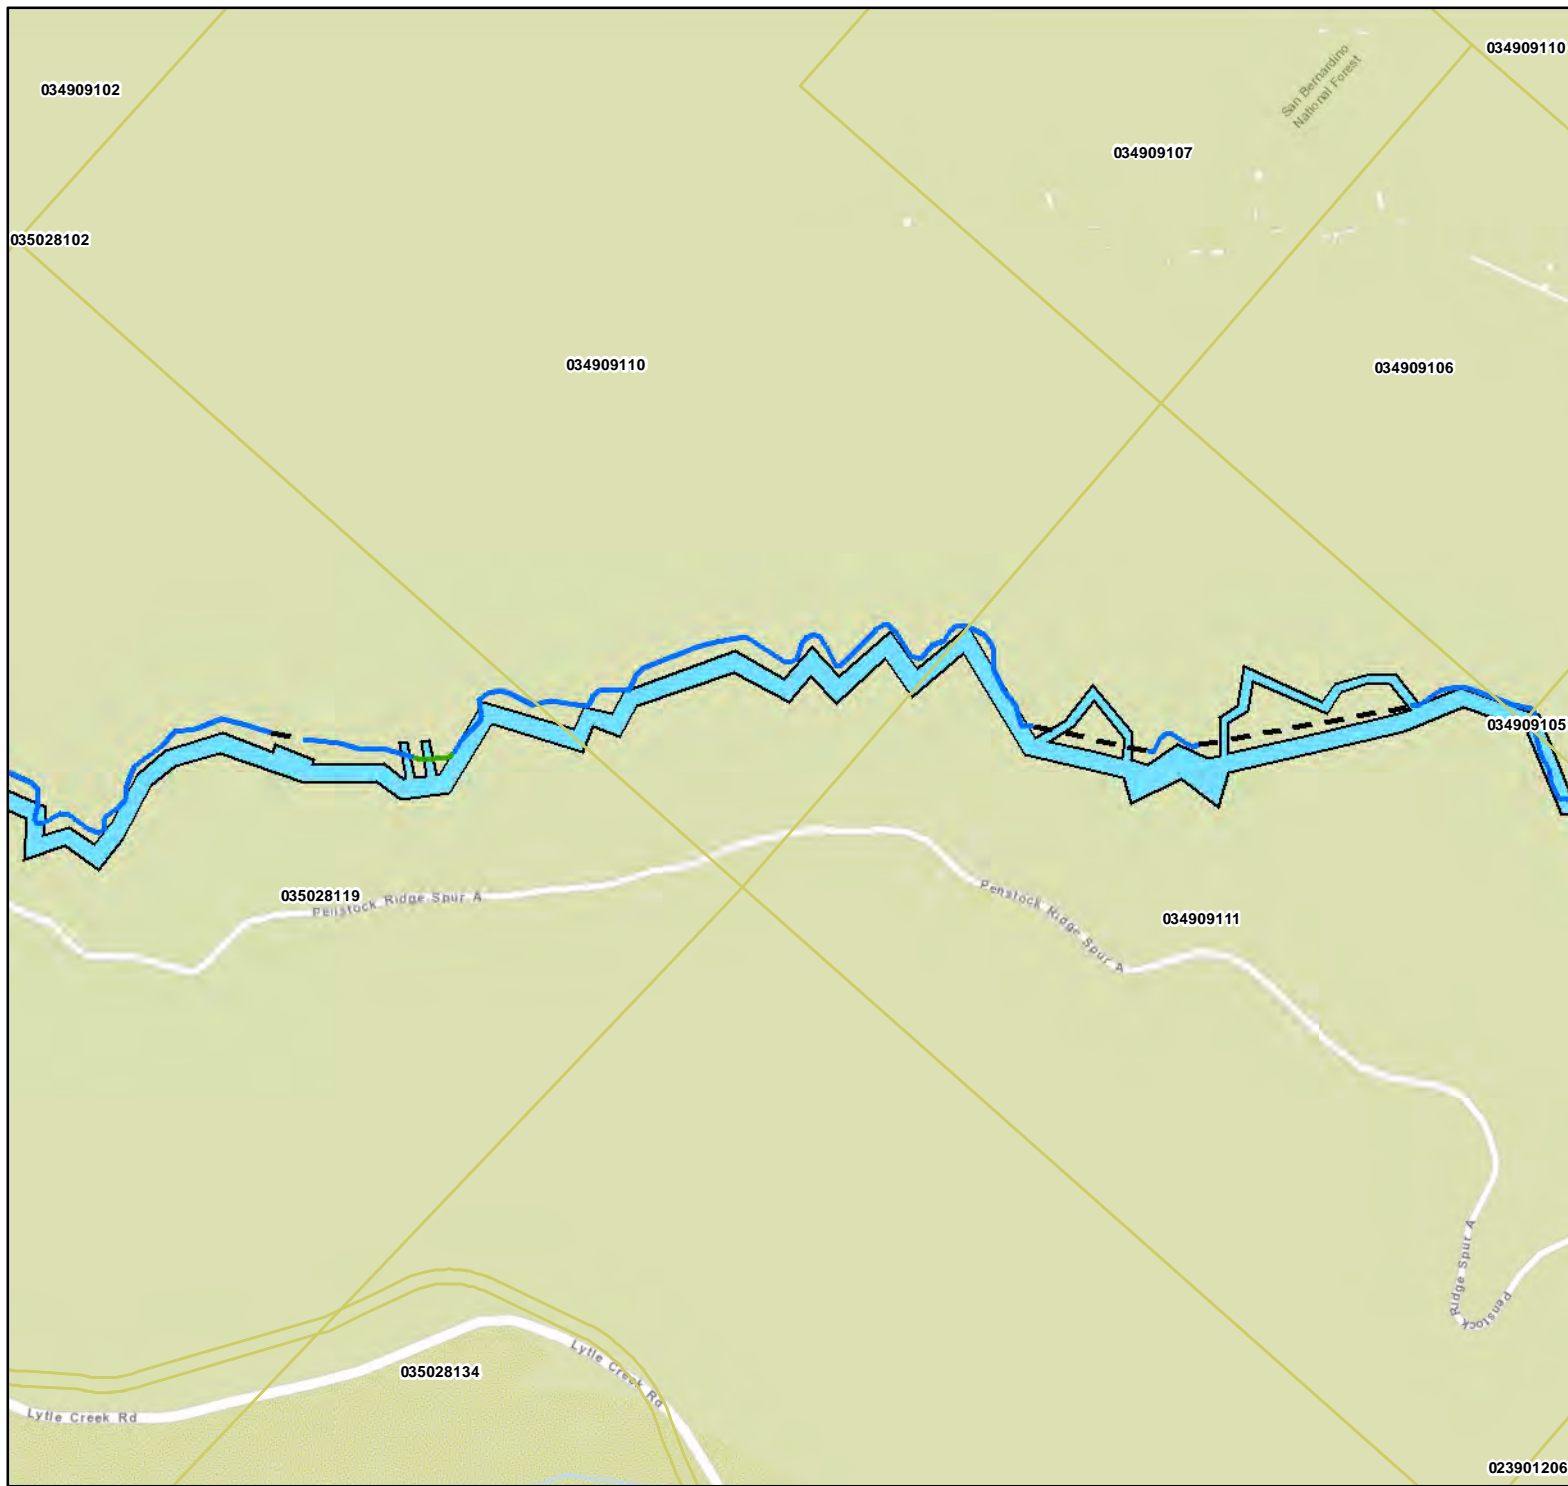 034909110
San Bernardino
National Forest
034909102
034909107
035028102
034909110
034909106
034909105
035028119
Penstock Ridge Spur A
Penstock Ridge Spur A
034909111
Penstock Ridge Spur A
035028134
Lytle Creek Rd
Lytle Creek Rd
023901206